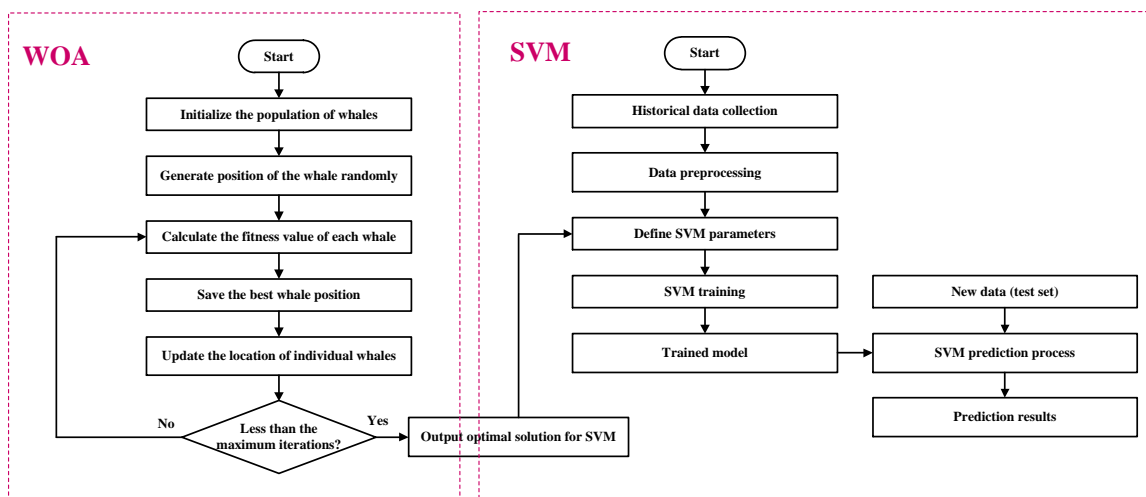 WOA
Start
Initialize the population of whales
Generate position of the whale randomly
Calculate the fitness value of each whale
Save the best whale position
Update the location of individual whales
Less than the
maximum iterations?
No
Yes
Output optimal solution for SVM
SVM
Start
Historical data collection
Data preprocessing
Define SVM parameters
SVM training
Trained model
New data (test set)
SVM prediction process
Prediction results